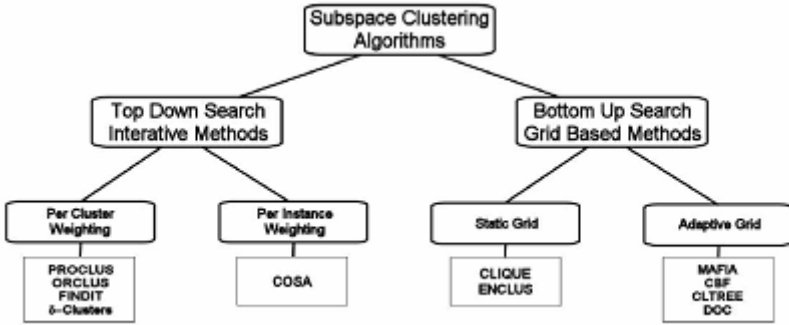 Subspace Clustering
Algorithms
Top Down Search
Interative Methods
Bottom Up Search
Grid Based Methods
Per Cluster
Weighting
Per Instance
Weighting
Static Grid
Adaptive Grid
PROCLUS
ORCLUS
FINDIT
δ-Clusters
COSA
CLIQUE
ENCLUS
MAFIA
CBF
CLTREE
DOC